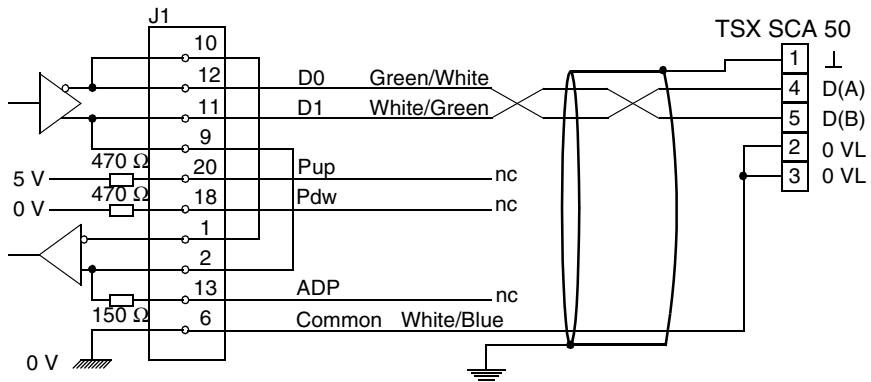 J1
TSX SCA 50
10
1 ⊥
12 D0 Green/White
4 D(A)
11 D1 White/Green
5 D(B)
9
2 0 VL
470 Ω
5 V 20 Pup nc
3 0 VL
470 Ω
0 V 18 Pdw nc
1
2
13 ADP nc
150 Ω
6 Common White/Blue
0 V